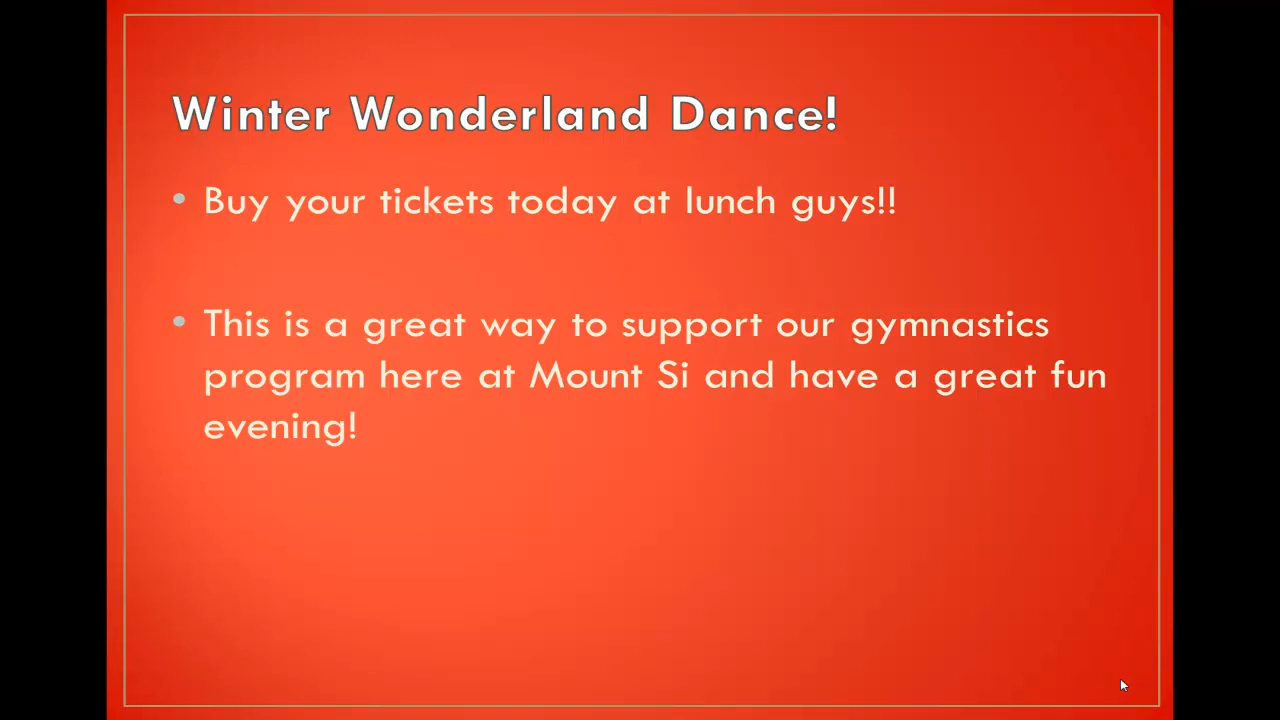 Winter Wonderland Dance!
• Buy your tickets today at lunch guys!!
• This is a great way to support our gymnastics
program here at Mount Si and have a great fun
evening!